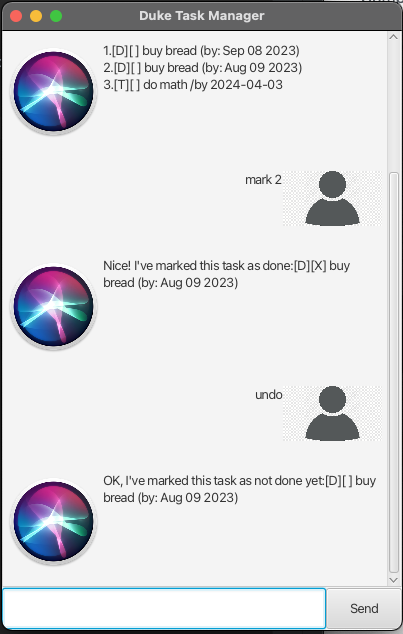 Duke Task Manager
1.[D][ ] buy bread (by: Sep 08 2023)
2.[D][ ] buy bread (by: Aug 09 2023)
3.[T][ ] do math /by 2024-04-03
mark 2
Nice! I've marked this task as done:[D][X] buy
bread (by: Aug 09 2023)
undo
OK, I've marked this task as not done yet:[D][ ] buy
bread (by: Aug 09 2023)
Send